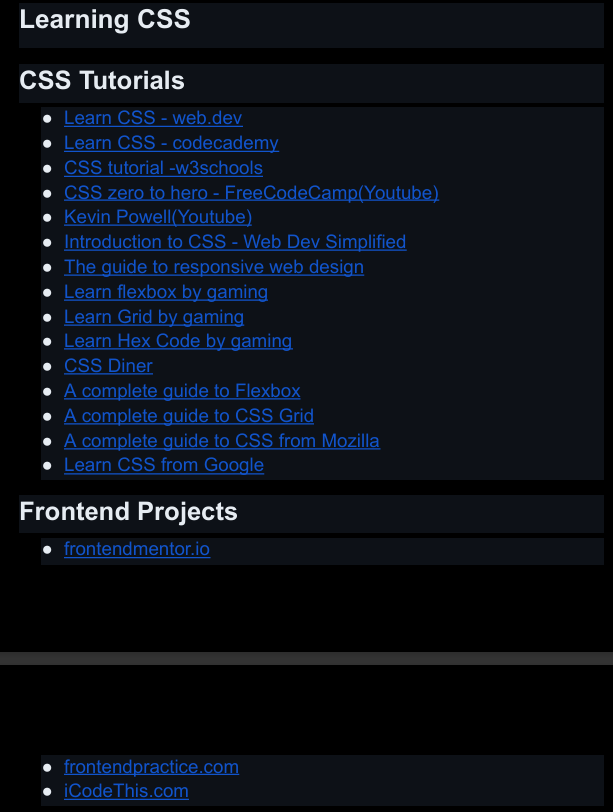 Learning CSS
CSS Tutorials
● Learn CSS - web.dev
● Learn CSS - codecademy
● CSS tutorial -w3schools
● CSS zero to hero - FreeCodeCamp(Youtube)
● Kevin Powell(Youtube)
● Introduction to CSS - Web Dev Simplified
● The guide to responsive web design
● Learn flexbox by gaming
● Learn Grid by gaming
● Learn Hex Code by gaming
● CSS Diner
● A complete guide to Flexbox
● A complete guide to CSS Grid
● A complete guide to CSS from Mozilla
● Learn CSS from Google
Frontend Projects
● frontendmentor.io
● frontendpractice.com
● iCodeThis.com